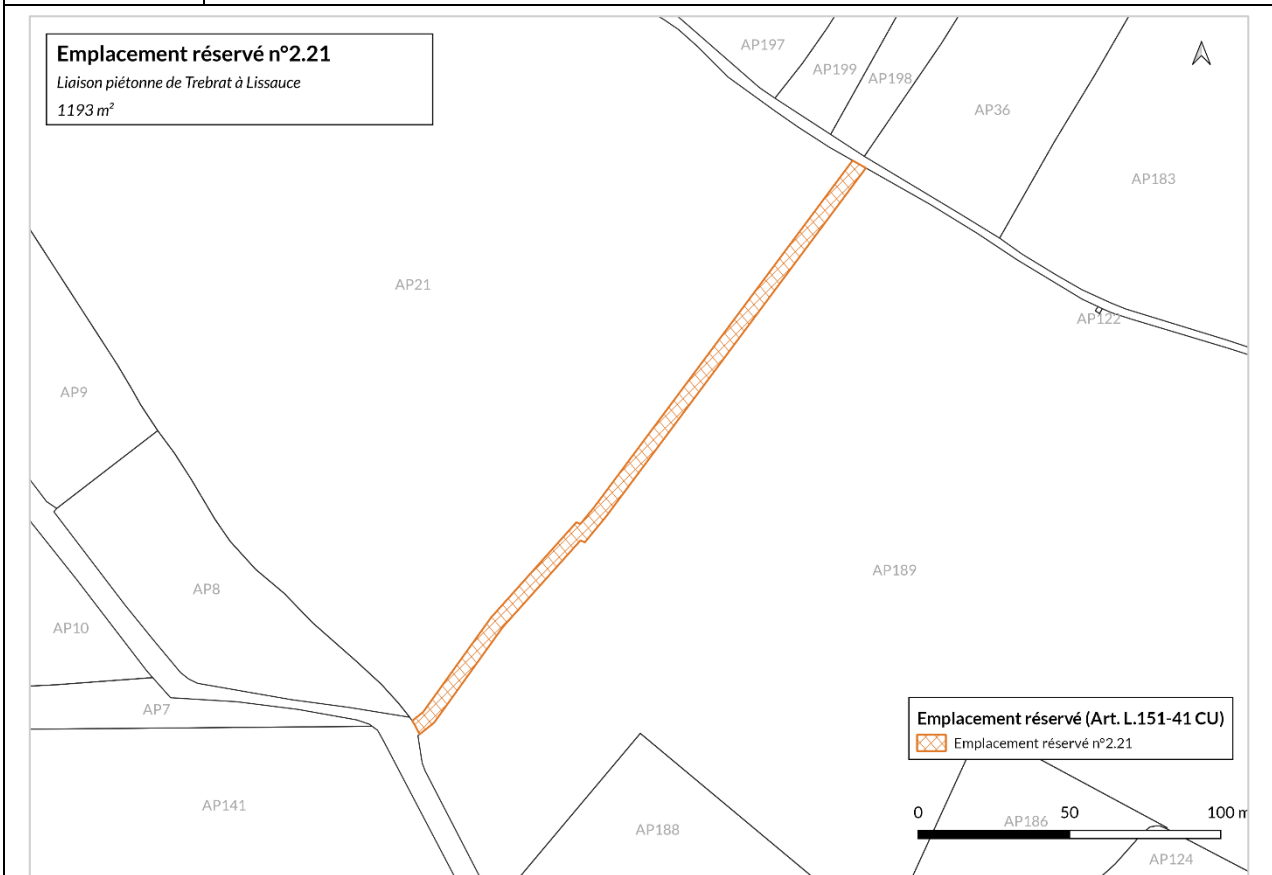 Emplacement réservé n°2.21
Liaison piétonne de Trebrat à Lissauce
1193 m²
AP197
AP199
AP198
AP36
AP183
AP21
AP122
AP9
AP189
AP8
AP10
AP7
Emplacement réservé (Art. L.151-41 CU)
Emplacement réservé n°2.21
AP141
AP188
0 50 100 m
AP186
AP124